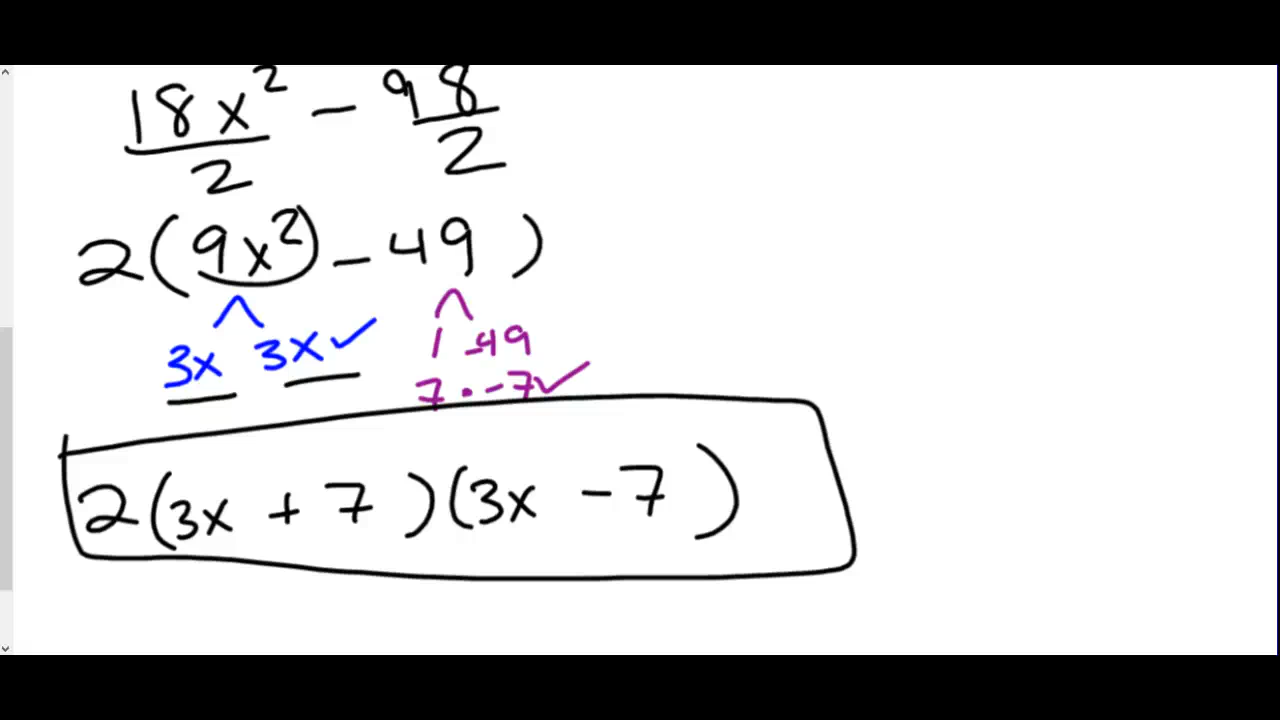 18x² - 98
2 2
2(9x²) - 49 )
3x 3x✓ 1 -49
7 · -7✓
2(3x + 7)(3x - 7)